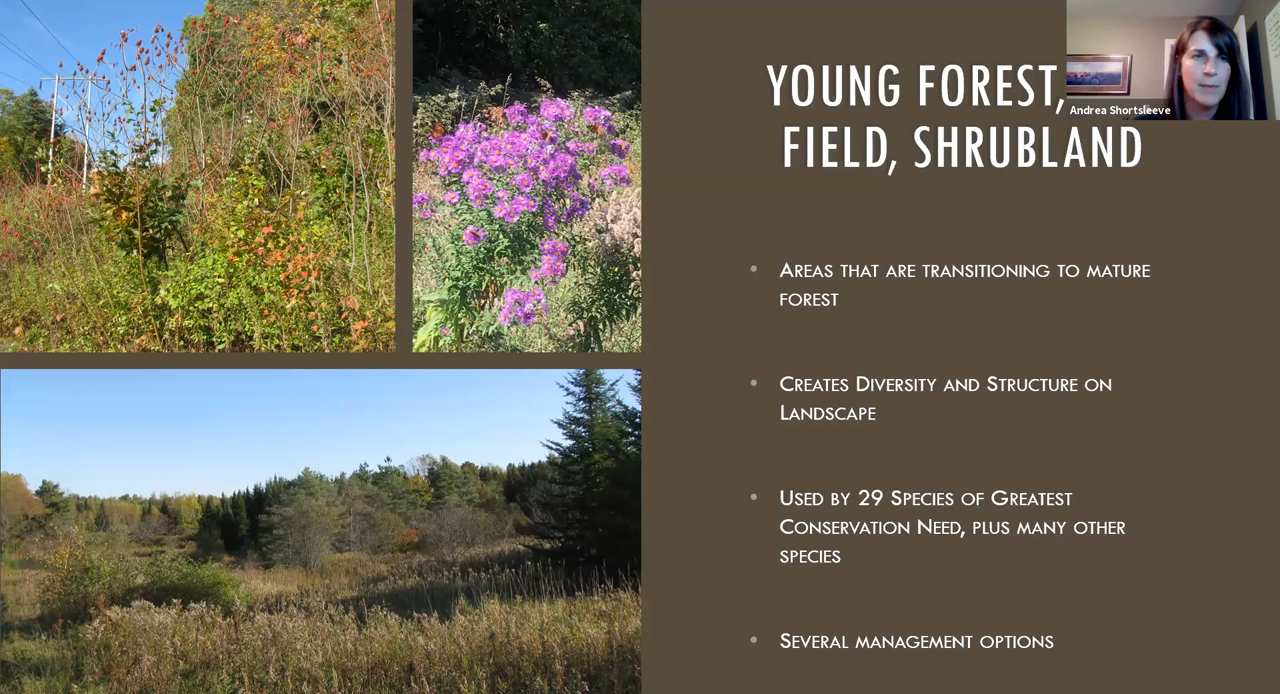 YOUNG FOREST,
FIELD, SHRUBLAND
Andrea Shortsleeve
AREAS THAT ARE TRANSITIONING TO MATURE
FOREST
CREATES DIVERSITY AND STRUCTURE ON
LANDSCAPE
USED BY 29 SPECIES OF GREATEST
CONSERVATION NEED, PLUS MANY OTHER
SPECIES
SEVERAL MANAGEMENT OPTIONS